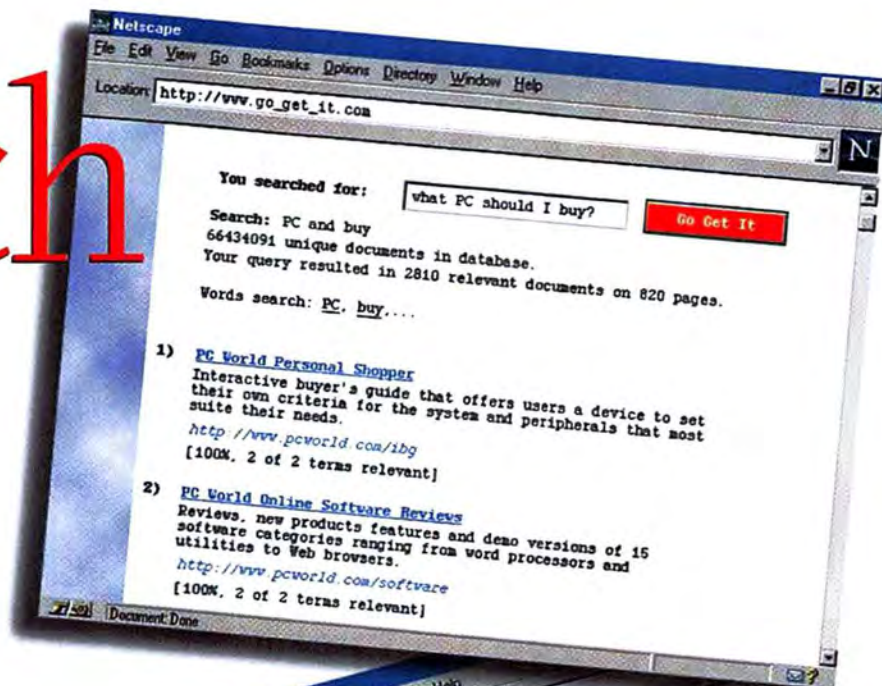 Netscape
File Edit View Go Bookmarks Options Directory Window Help
Location: http://www.go_get_it.com
N
You searched for: what PC should I buy? Go Get It
Search: PC and buy
66434091 unique documents in database.
Your query resulted in 2810 relevant documents on 820 pages.
Words search: PC, buy,...
1) PC World Personal Shopper
Interactive buyer's guide that offers users a device to set
their own criteria for the system and peripherals that most
suite their needs.
http://www.pcworld.com/ibg
[100%, 2 of 2 terms relevant]
2) PC World Online Software Reviews
Reviews, new products features and demo versions of 15
software categories ranging from word processors and
utilities to Web browsers.
http://www.pcworld.com/software
[100%, 2 of 2 terms relevant]
Document: Done
Help